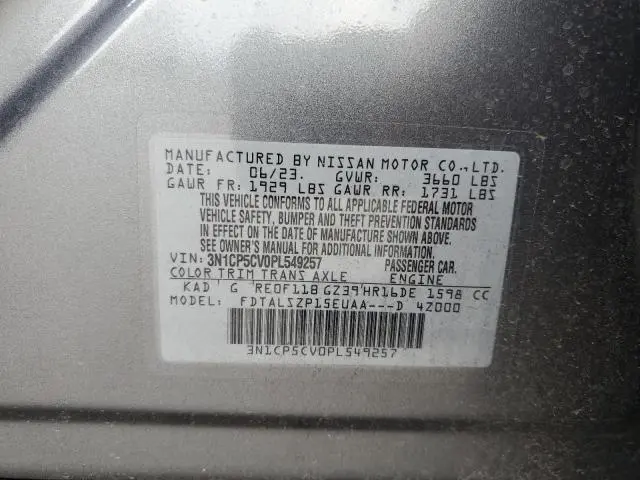 MANUFACTURED BY NISSAN MOTOR CO.,LTD.
DATE: 06/23. GVWR: 3660 LBS
GAWR FR: 1929 LBS GAWR RR: 1731 LBS
THIS VEHICLE CONFORMS TO ALL APPLICABLE FEDERAL MOTOR
VEHICLE SAFETY, BUMPER AND THEFT PREVENTION STANDARDS
IN EFFECT ON THE DATE OF MANUFACTURE SHOWN ABOVE.
SEE OWNER'S MANUAL FOR ADDITIONAL INFORMATION.
VIN: 3N1CP5CV0PL549257 PASSENGER CAR.
COLOR TRIM TRANS AXLE ENGINE
KAD G RE0F11B GZ39 HR16DE 1598 CC
MODEL: FDTALSZP15EUAA---D 42000
3N1CP5CV0PL549257